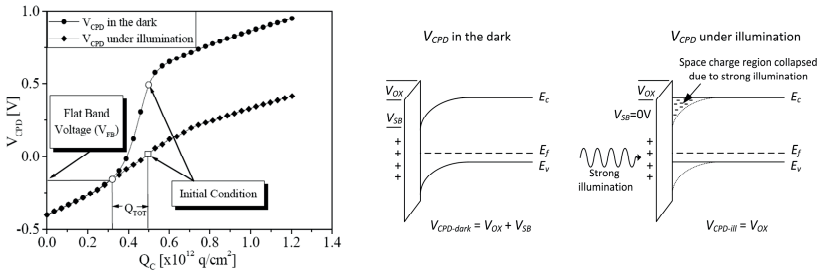 V_CPD in the dark
V_CPD under illumination
1.0
0.5
0.0
-0.5
V_CPD [V]
Flat Band
Voltage (V_FB)
Initial Condition
Q_TOT
0.0 0.2 0.4 0.6 0.8 1.0 1.2 1.4
Q_C [x10^12 q/cm^2]
V_CPD in the dark
V_OX
V_SB
E_c
+
+
+
+
E_f
E_v
V_CPD-dark = V_OX + V_SB
V_CPD under illumination
Space charge region collapsed
due to strong illumination
V_OX
V_SB=0V
E_c
+
+
+
+
E_f
E_v
Strong
illumination
V_CPD-ill = V_OX